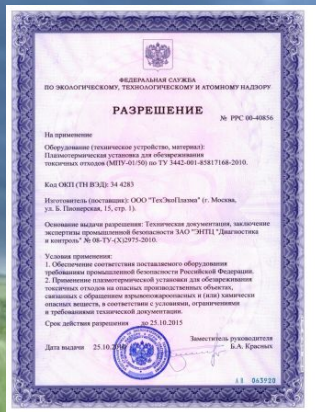 ФЕДЕРАЛЬНАЯ СЛУЖБА
ПО ЭКОЛОГИЧЕСКОМУ, ТЕХНОЛОГИЧЕСКОМУ И АТОМНОМУ НАДЗОРУ
РАЗРЕШЕНИЕ
№ РРС 00-40856
На применение
Оборудование (техническое устройство, материал):
Плазмотермическая установка для обезвреживания
токсичных отходов (МПУ-01/50) по ТУ 3442-001-85817168-2010.
Код ОКП (ТН ВЭД): 34 4283
Изготовитель (поставщик): ООО "ТехЭкоПлазма" (г. Москва,
ул. Б. Пионерская, 15, стр. 1).
Основание выдачи разрешения: Техническая документация, заключение
экспертизы промышленной безопасности ЗАО "ЭНТЦ "Диагностика
и контроль" № 08-ТУ-(Х)2975-2010.
Условия применения:
1. Обеспечение соответствия поставляемого оборудования
требованиям промышленной безопасности Российской Федерации.
2. Применение плазмотермической установки для обезвреживания
токсичных отходов на опасных производственных объектах,
связанных с обращением взрывопожароопасных и (или) химически
опасных веществ, в соответствии с условиями, ограничениями
и требованиями технической документации.
Срок действия разрешения до 25.10.2015
Заместитель руководителя
Дата выдачи 25.10.2010 Б.А. Красных
АВ 063920